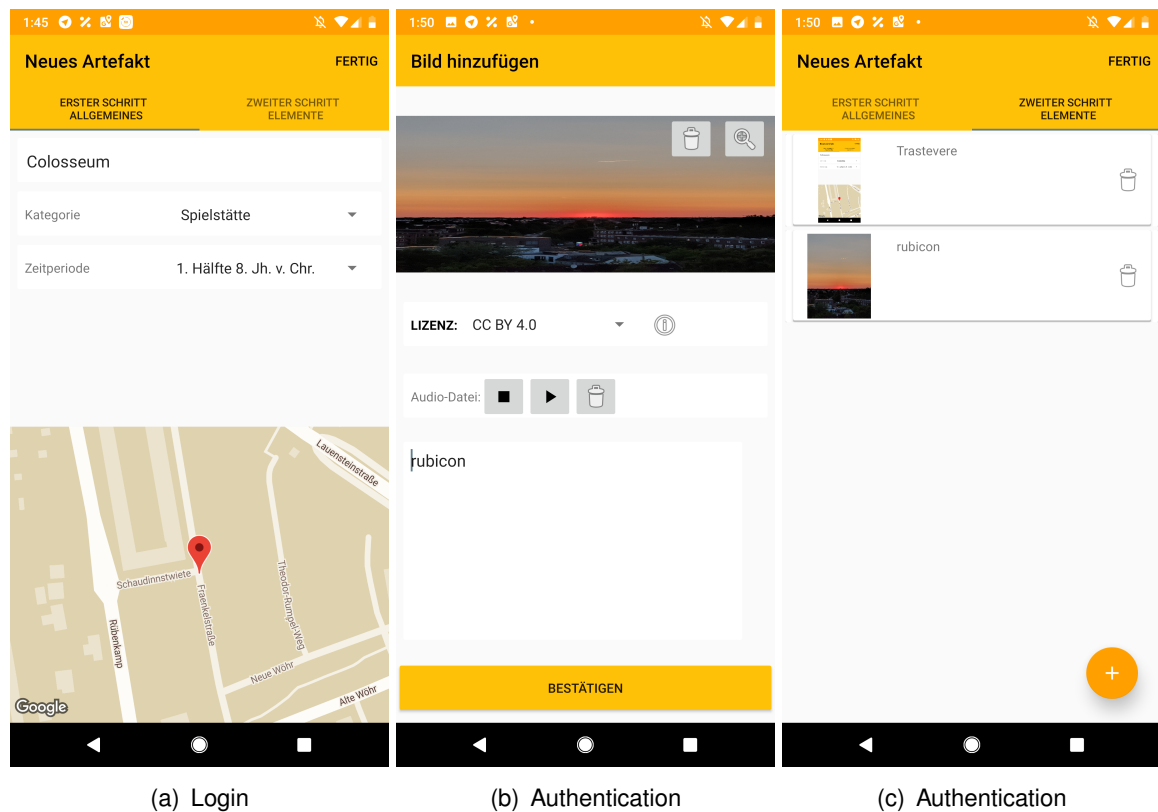 1:45
Neues Artefakt
FERTIG
ERSTER SCHRITT
ALLGEMEINES
ZWEITER SCHRITT
ELEMENTE
Colosseum
Kategorie
Spielstätte
Zeitperiode
1. Hälfte 8. Jh. v. Chr.
Lauensteinstraße
Schaudinnstwiete
Fraenkelstraße
Theodor-Rumpel-Weg
Rübenkamp
Neue Wöhr
Alte Wöhr
Google
(a) Login
1:50
Bild hinzufügen
LIZENZ: CC BY 4.0
Audio-Datei:
rubicon
BESTÄTIGEN
(b) Authentication
1:50
Neues Artefakt
FERTIG
ERSTER SCHRITT
ALLGEMEINES
ZWEITER SCHRITT
ELEMENTE
Trastevere
rubicon
(c) Authentication